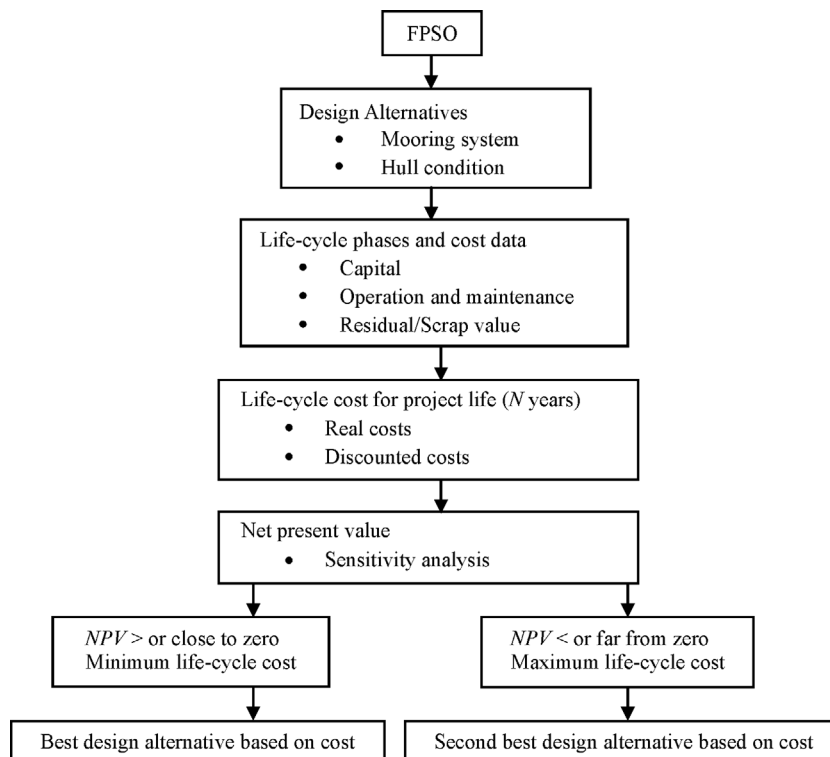 FPSO
Design Alternatives
• Mooring system
• Hull condition
Life-cycle phases and cost data
• Capital
• Operation and maintenance
• Residual/Scrap value
Life-cycle cost for project life (N years)
• Real costs
• Discounted costs
Net present value
• Sensitivity analysis
NPV > or close to zero
Minimum life-cycle cost
NPV < or far from zero
Maximum life-cycle cost
Best design alternative based on cost
Second best design alternative based on cost